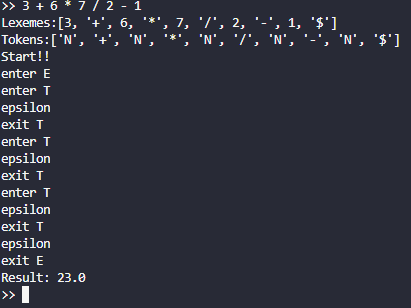 >> 3 + 6 * 7 / 2 - 1
Lexemes:[3, '+', 6, '*', 7, '/', 2, '-', 1, '$']
Tokens:['N', '+', 'N', '*', 'N', '/', 'N', '-', 'N', '$']
Start!!
enter E
enter T
epsilon
exit T
enter T
epsilon
exit T
enter T
epsilon
exit T
epsilon
exit E
Result: 23.0
>>